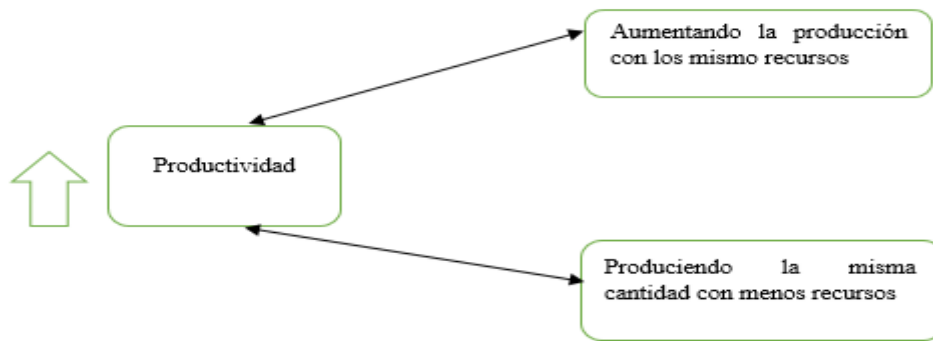 Aumentando la producción
con los mismo recursos
Productividad
Produciendo la misma
cantidad con menos recursos